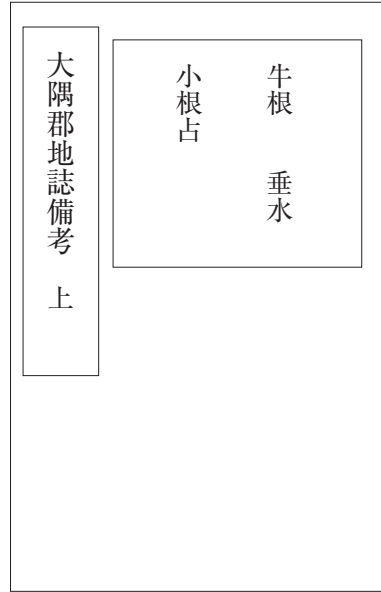 牛根　垂水
小根占
大隅郡地誌備考　上